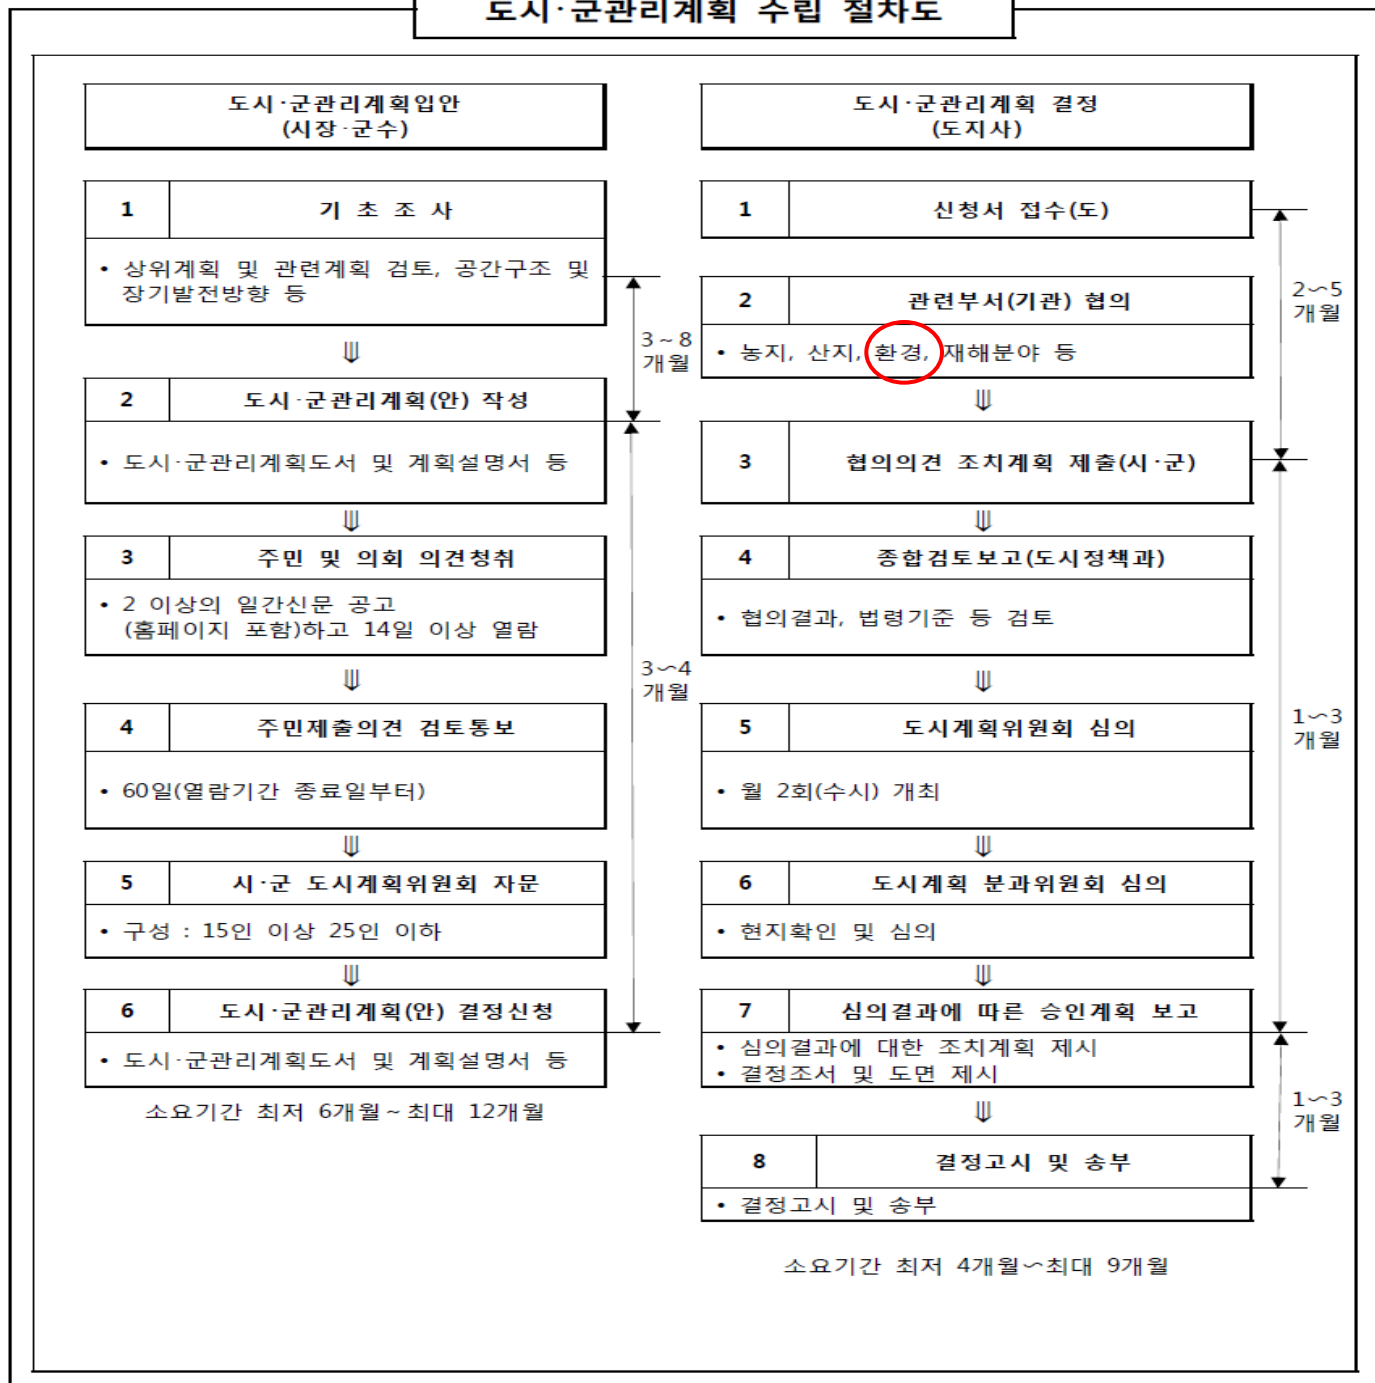 도시·군관리계획 수립 절차도
도시·군관리계획입안
(시장·군수)
1 기 초 조 사
• 상위계획 및 관련계획 검토, 공간구조 및
장기발전방향 등
⇓
3~8
개월
2 도시·군관리계획(안) 작성
• 도시·군관리계획도서 및 계획설명서 등
⇓
3 주민 및 의회 의견청취
• 2 이상의 일간신문 공고
(홈페이지 포함)하고 14일 이상 열람
⇓
3∽4
개월
4 주민제출의견 검토통보
• 60일(열람기간 종료일부터)
⇓
5 시·군 도시계획위원회 자문
• 구성 : 15인 이상 25인 이하
⇓
6 도시·군관리계획(안) 결정신청
• 도시·군관리계획도서 및 계획설명서 등
소요기간 최저 6개월~최대 12개월
도시·군관리계획 결정
(도지사)
1 신청서 접수(도)
2∽5
개월
2 관련부서(기관) 협의
• 농지, 산지, 환경, 재해분야 등
⇓
3 협의의견 조치계획 제출(시·군)
⇓
4 종합검토보고(도시정책과)
• 협의결과, 법령기준 등 검토
⇓
5 도시계획위원회 심의
1∽3
개월
• 월 2회(수시) 개최
⇓
6 도시계획 분과위원회 심의
• 현지확인 및 심의
⇓
7 심의결과에 따른 승인계획 보고
• 심의결과에 대한 조치계획 제시
• 결정조서 및 도면 제시
⇓
1∽3
개월
8 결정고시 및 송부
• 결정고시 및 송부
소요기간 최저 4개월∽최대 9개월